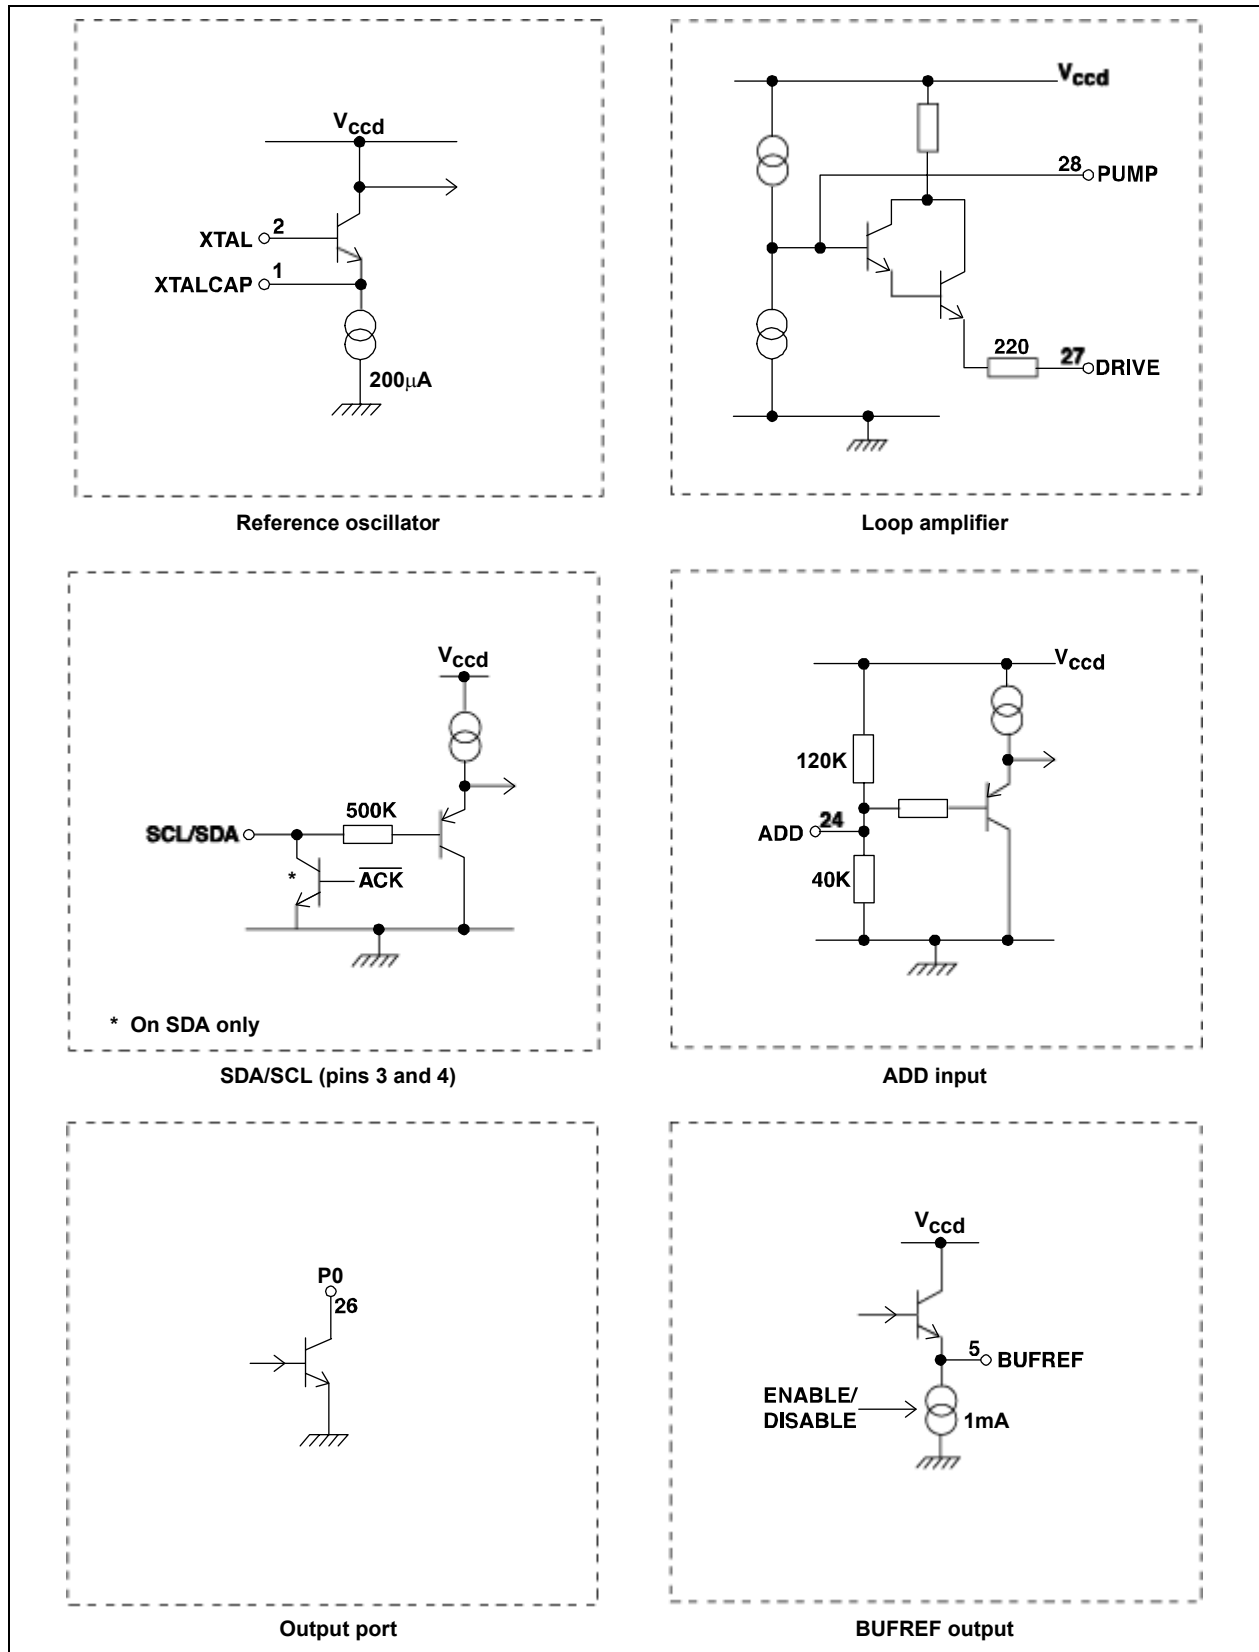 Vccd
XTAL 2
XTALCAP 1
200μA
Reference oscillator
Vccd
28 PUMP
220
27 DRIVE
Loop amplifier
Vccd
500K
SCL/SDA
*
ACK
* On SDA only
SDA/SCL (pins 3 and 4)
Vccd
120K
24
ADD
40K
ADD input
P0
26
Output port
Vccd
5 BUFREF
ENABLE/
DISABLE
1mA
BUFREF output